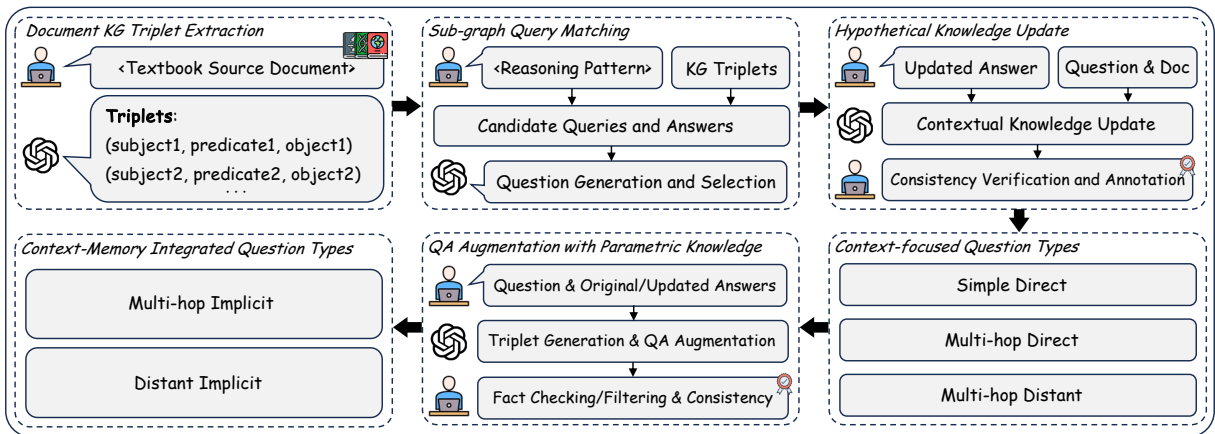 Document KG Triplet Extraction
<Textbook Source Document>
Triplets:
(subject1, predicate1, object1)
(subject2, predicate2, object2)
...
Sub-graph Query Matching
<Reasoning Pattern>
KG Triplets
Candidate Queries and Answers
Question Generation and Selection
Hypothetical Knowledge Update
Updated Answer
Question & Doc
Contextual Knowledge Update
Consistency Verification and Annotation
Context-focused Question Types
Simple Direct
Multi-hop Direct
Multi-hop Distant
QA Augmentation with Parametric Knowledge
Question & Original/Updated Answers
Triplet Generation & QA Augmentation
Fact Checking/Filtering & Consistency
Context-Memory Integrated Question Types
Multi-hop Implicit
Distant Implicit